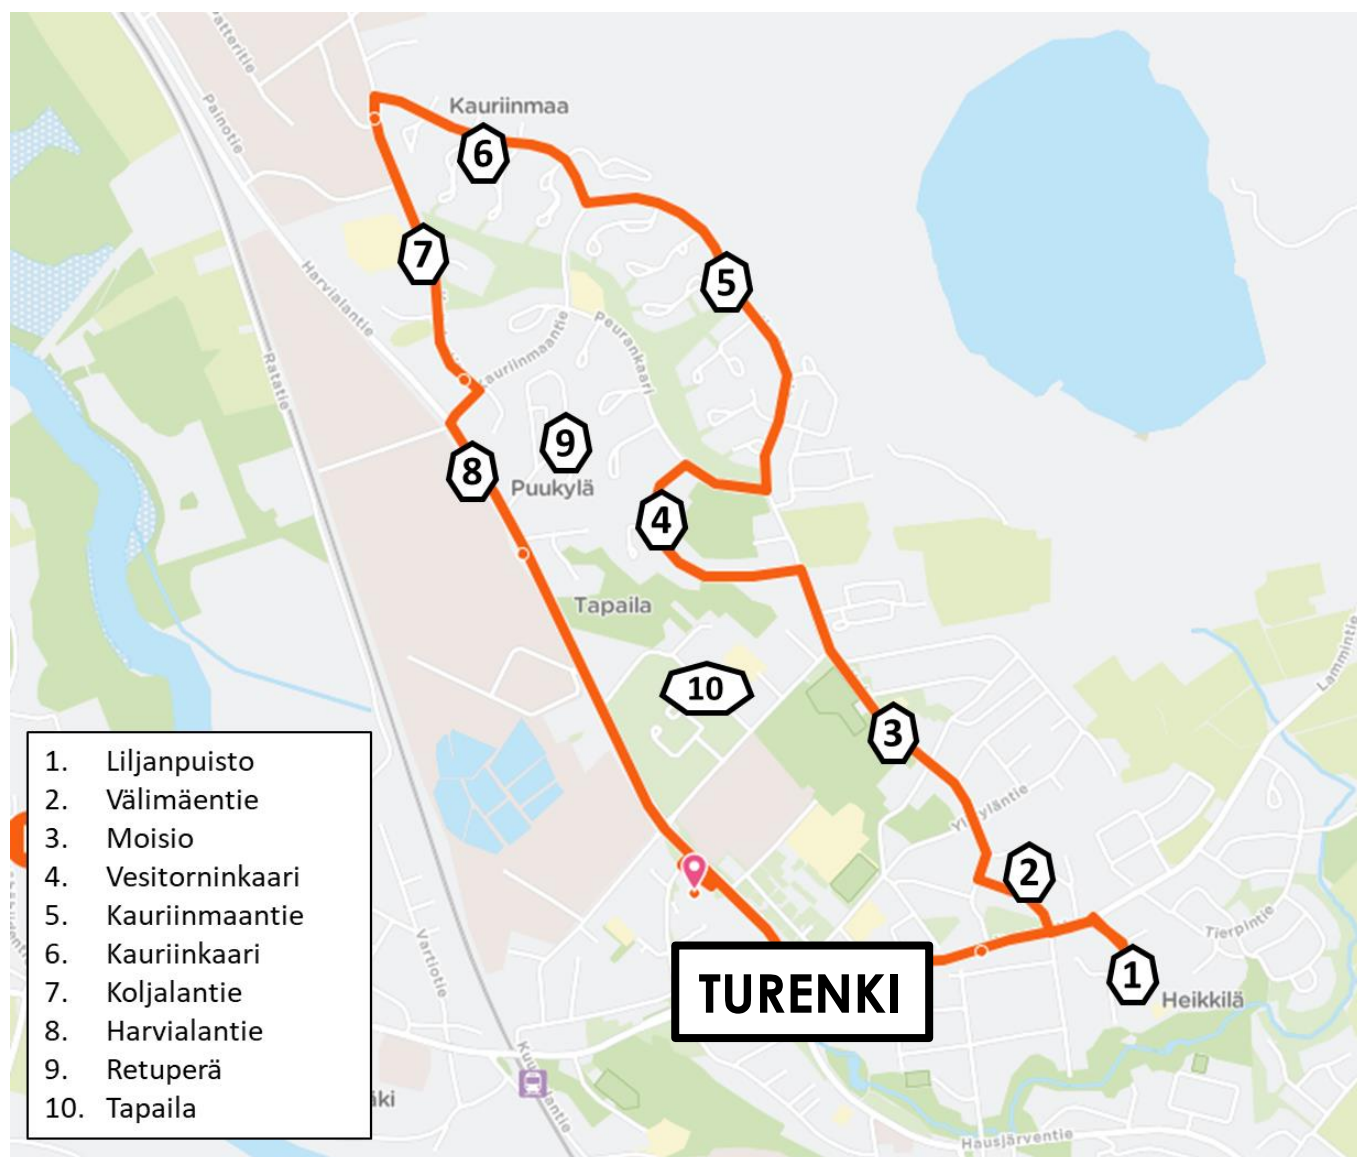 Patteritie
Kauriinmaa
Painotie
6
7
Harvialantie
5
Peurankaari
Kauriinmaantie
Ratatie
9
8
Puukylä
4
Tapaila
Lammintie
10
3
1. Liljanpuisto
2. Välimäentie
3. Moisio
4. Vesitorninkaari
5. Kauriinmaantie
6. Kauriinkaari
7. Koljalantie
8. Harvialantie
9. Retuperä
10. Tapaila
2
Tierpintie
Vartiotie
TURENKI
1
Heikkilä
Hausjärventie